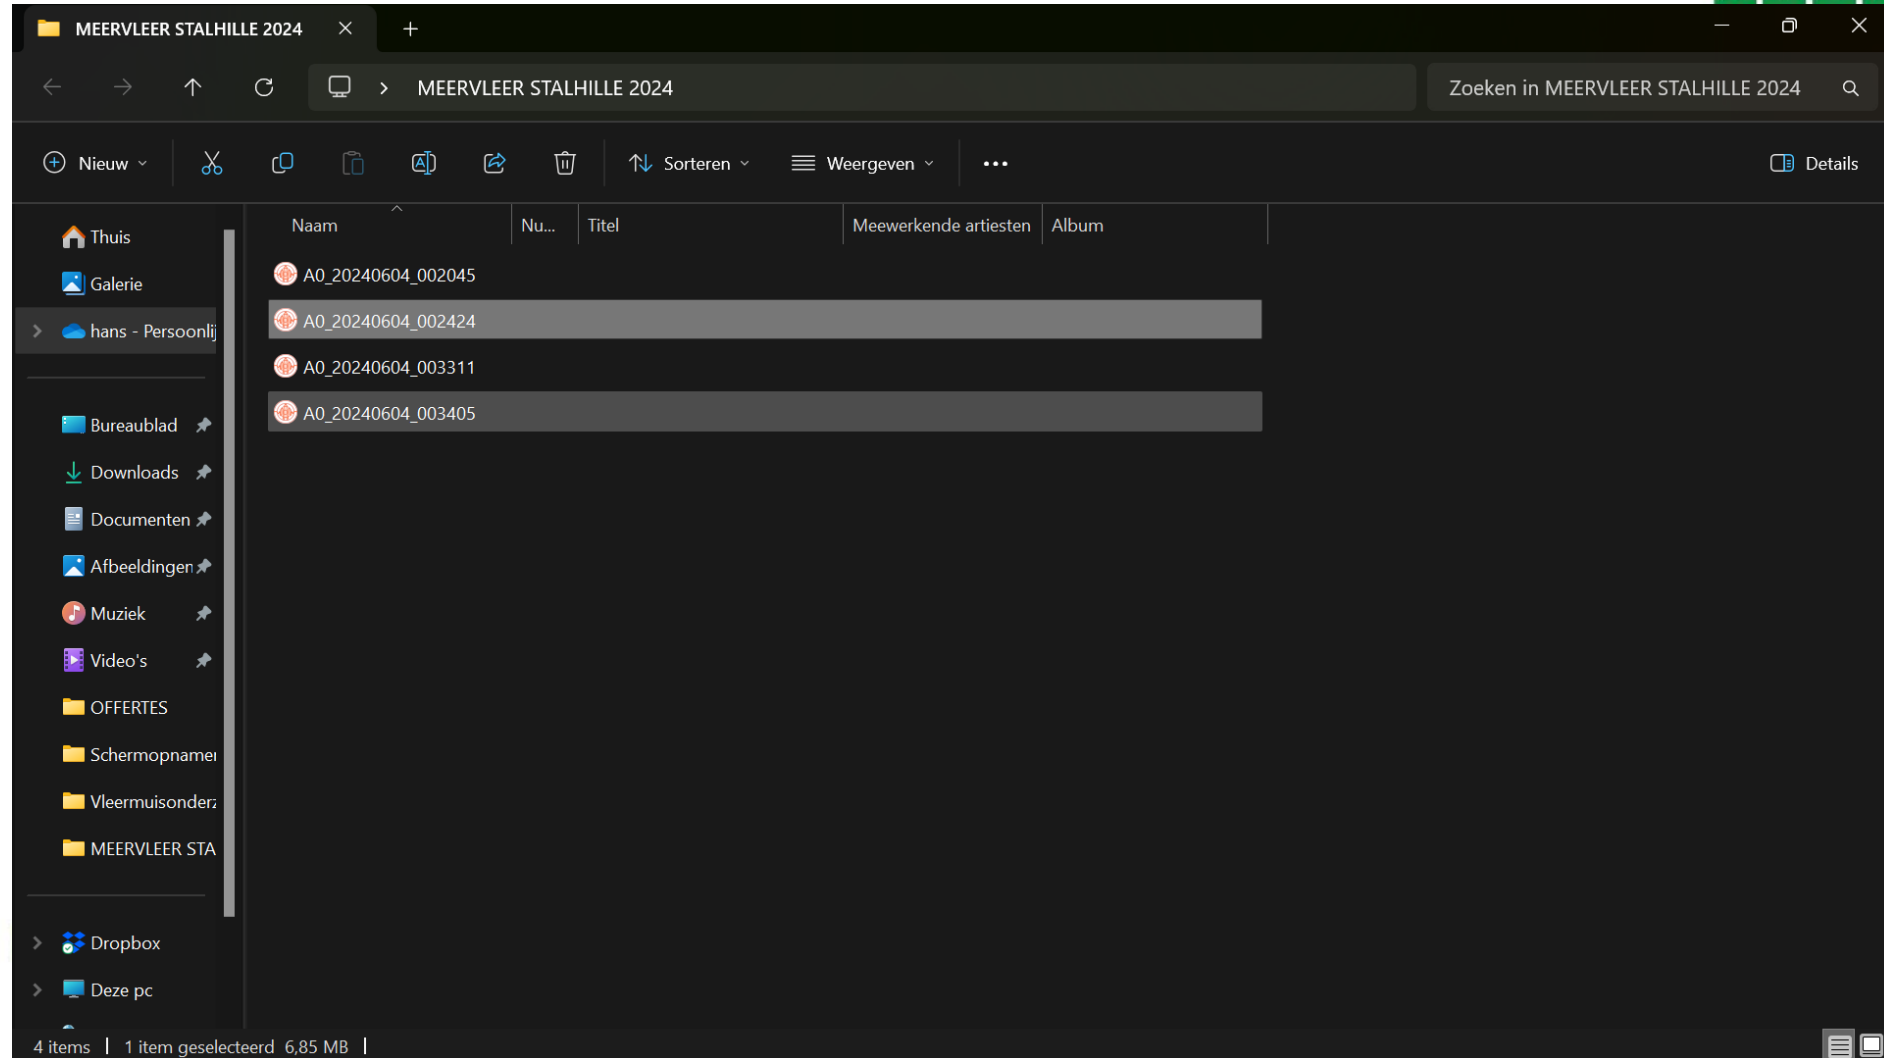 MEERVLEER STALHILLE 2024
MEERVLEER STALHILLE 2024
Zoeken in MEERVLEER STALHILLE 2024
Nieuw
Sorteren
Weergeven
Details
Naam Nu... Titel Meewerkende artiesten Album
Thuis
Galerie
hans - Persoonlij
Bureaublad
Downloads
Documenten
Afbeeldingen
Muziek
Video's
OFFERTES
Schermopnamen
Vleermuisonderz
MEERVLEER STA
Dropbox
Deze pc
A0_20240604_002045
A0_20240604_002424
A0_20240604_003311
A0_20240604_003405
4 items 1 item geselecteerd 6,85 MB